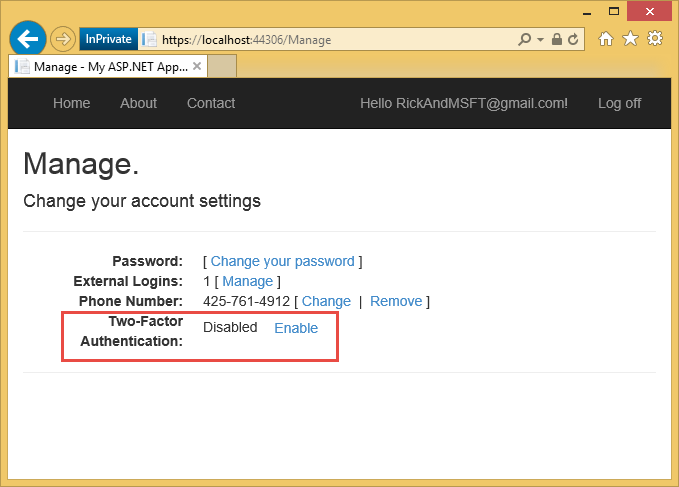 InPrivate https://localhost:44306/Manage
Manage - My ASP.NET App...
Home About Contact Hello RickAndMSFT@gmail.com! Log off
Manage.
Change your account settings
Password: [ Change your password ]
External Logins: 1 [ Manage ]
Phone Number: 425-761-4912 [ Change | Remove ]
Two-Factor
Authentication: Disabled Enable